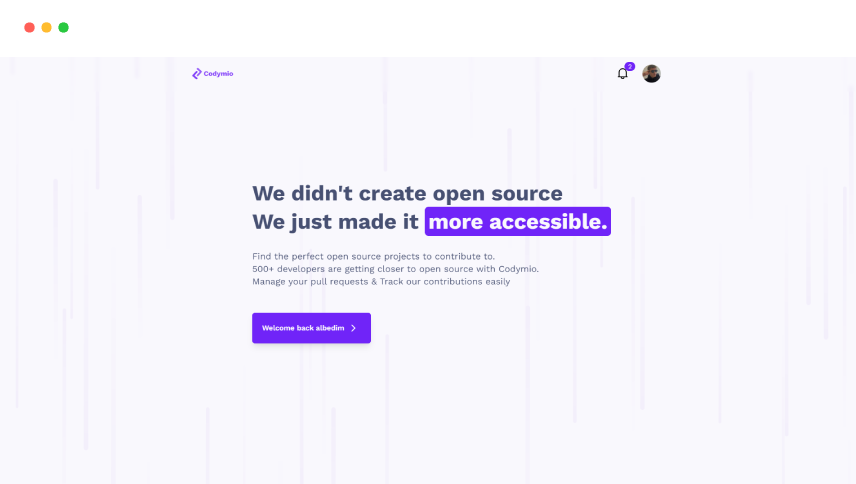 Codymio
2
We didn't create open source
We just made it more accessible.
Find the perfect open source projects to contribute to.
500+ developers are getting closer to open source with Codymio.
Manage your pull requests & Track our contributions easily
Welcome back albedim